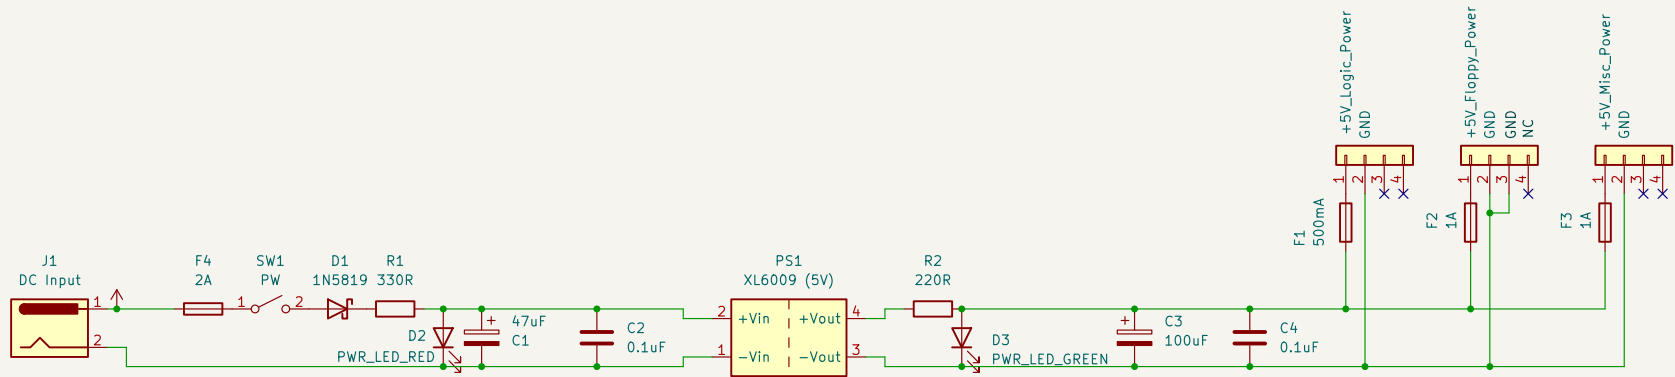 +5V_Logic_Power
GND
+5V_Floppy_Power
GND
GND
NC
+5V_Misc_Power
GND
1
2
3
4
1
2
3
4
1
2
3
4
F1
500mA
F2
1A
F3
1A
J1
DC Input
1
2
F4
2A
SW1
PW
1
2
D1
1N5819
R1
330R
D2
PWR_LED_RED
+
47uF
C1
C2
0.1uF
PS1
XL6009 (5V)
2
+Vin
1
-Vin
+Vout
4
-Vout
3
R2
220R
D3
PWR_LED_GREEN
+
C3
100uF
C4
0.1uF